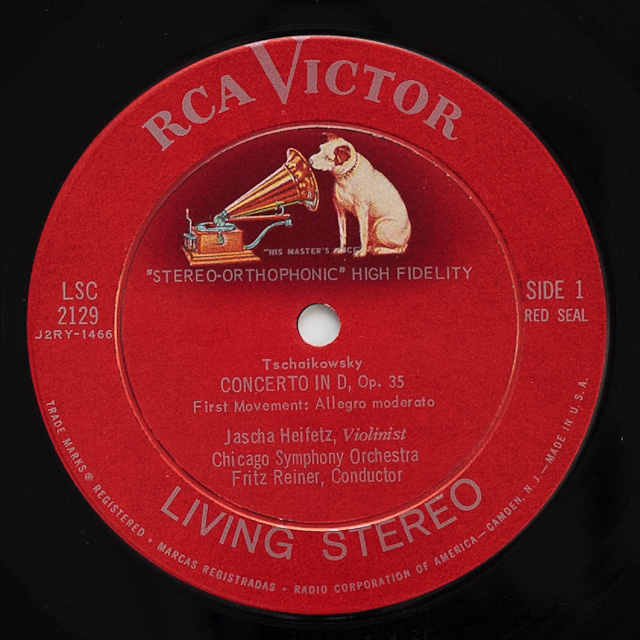 RCA VICTOR
"HIS MASTER'S VOICE"
"STEREO-ORTHOPHONIC" HIGH FIDELITY
LSC
2129
J2RY-1466
SIDE 1
RED SEAL
Tschaikowsky
CONCERTO IN D, Op. 35
First Movement: Allegro moderato
Jascha Heifetz, Violinist
Chicago Symphony Orchestra
Fritz Reiner, Conductor
LIVING STEREO
TRADE MARKS® REGISTERED • MARCAS REGISTRADAS • RADIO CORPORATION OF AMERICA—CAMDEN, N. J.—MADE IN U.S.A.